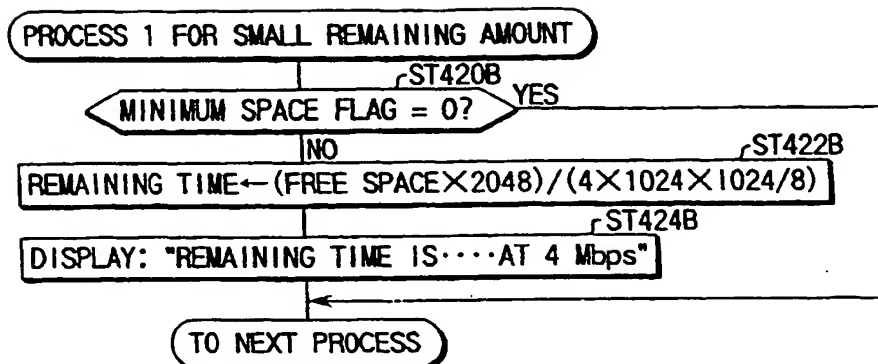 PROCESS 1 FOR SMALL REMAINING AMOUNT
ST420B
MINIMUM SPACE FLAG = 0?
YES
NO
ST422B
REMAINING TIME←(FREE SPACE×2048)/(4×1024×1024/8)
ST424B
DISPLAY: "REMAINING TIME IS····AT 4 Mbps"
TO NEXT PROCESS